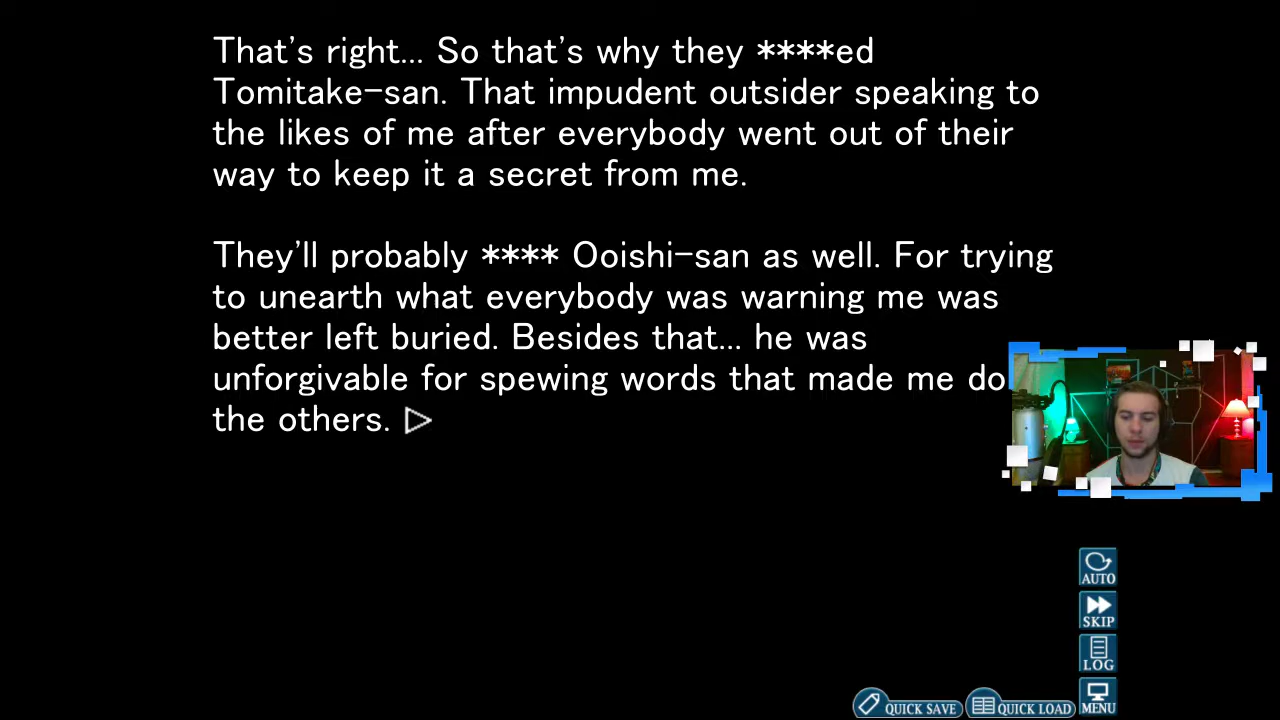 That's right... So that's why they ****ed
Tomitake-san. That impudent outsider speaking to
the likes of me after everybody went out of their
way to keep it a secret from me.
They'll probably **** Ooishi-san as well. For trying
to unearth what everybody was warning me was
better left buried. Besides that... he was
unforgivable for spewing words that made me do
the others.
AUTO
SKIP
LOG
MENU
QUICK SAVE
QUICK LOAD